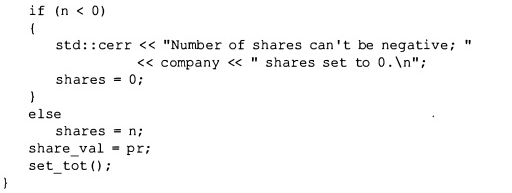 if (n < 0)
{
std::cerr << "Number of shares can't be negative; "
<< company << " shares set to 0.\n";
shares = 0;
}
else
shares = n;
share_val = pr;
set_tot();
}